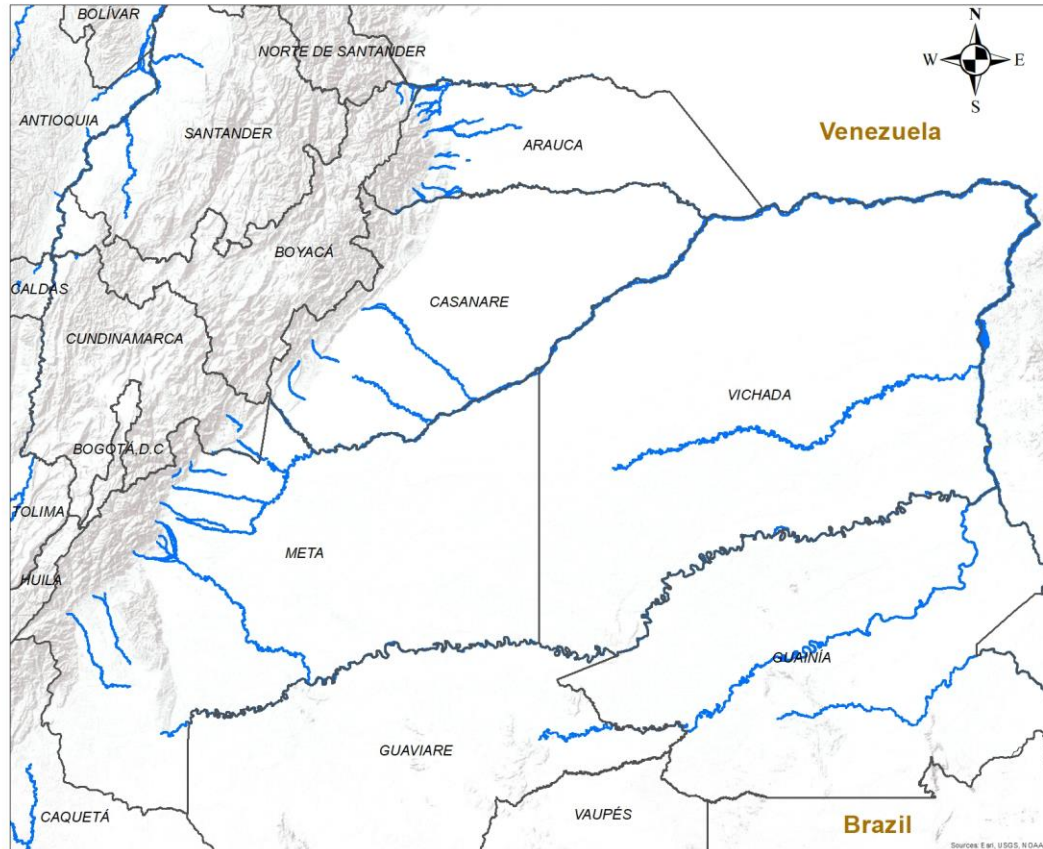 BOLÍVAR
NORTE DE SANTANDER
N
W
E
S
ANTIOQUIA
SANTANDER
ARAUCA
Venezuela
BOYACÁ
CALDAS
CASANARE
CUNDINAMARCA
VICHADA
BOGOTÁ,D.C
TOLIMA
META
HUILA
GUAINÍA
GUAVIARE
CAQUETÁ
VAUPÉS
Brazil
Sources: Esri, USGS, NOAA